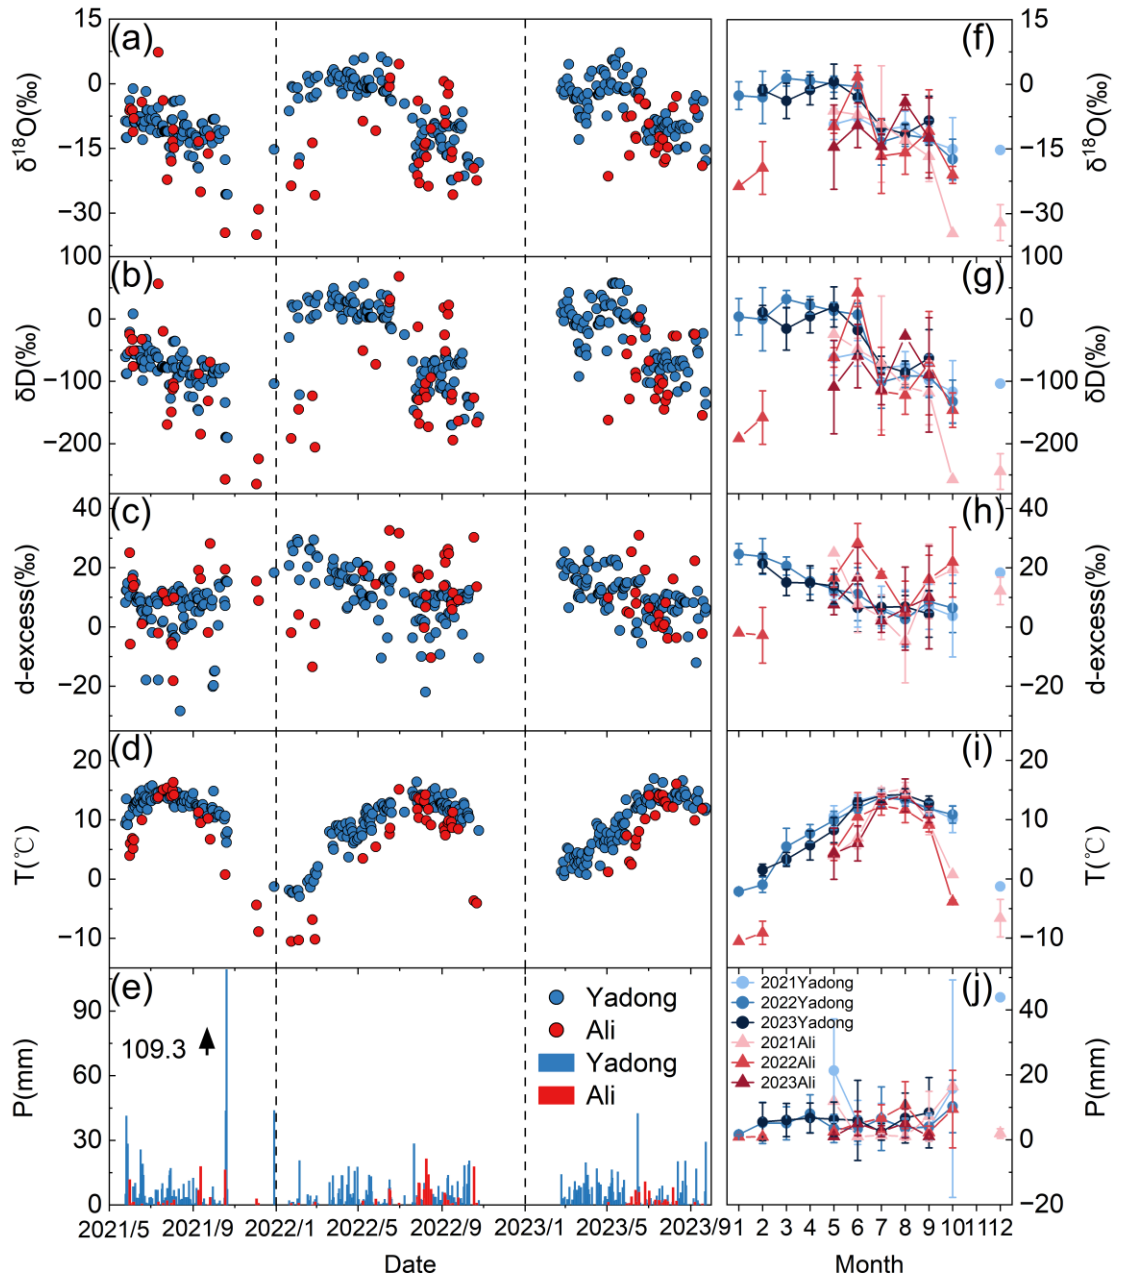 (a)
15
0
−15
−30
δ¹⁸O(‰)
(f)
15
0
−15
−30
δ¹⁸O(‰)
(b)
100
0
−100
−200
δD(‰)
(g)
100
0
−100
−200
δD(‰)
(c)
40
20
0
−20
d-excess(‰)
(h)
40
20
0
−20
d-excess(‰)
(d)
20
10
0
−10
T(℃)
(i)
20
10
0
−10
T(℃)
(e)
90
60
30
0
P(mm)
109.3
Yadong
Ali
Yadong
Ali
(j)
2021Yadong
2022Yadong
2023Yadong
2021Ali
2022Ali
2023Ali
40
20
0
−20
P(mm)
2021/5 2021/9 2022/1 2022/5 2022/9 2023/1 2023/5 2023/9
Date
1 2 3 4 5 6 7 8 9 10 11 12
Month